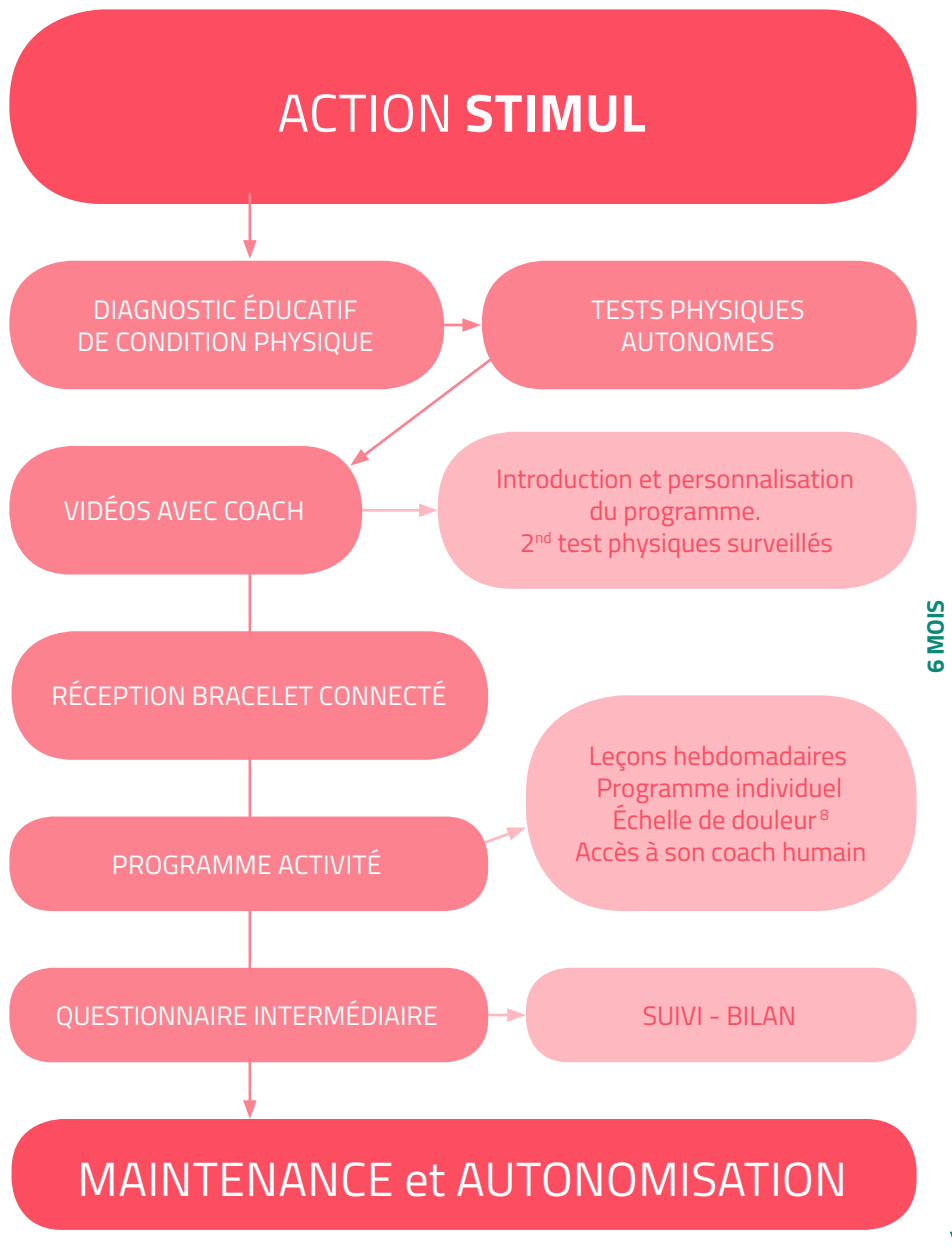 ACTION STIMUL
DIAGNOSTIC ÉDUCATIF
DE CONDITION PHYSIQUE
TESTS PHYSIQUES
AUTONOMES
VIDÉOS AVEC COACH
Introduction et personnalisation
du programme.
2nd test physiques surveillés
6 MOIS
RÉCEPTION BRACELET CONNECTÉ
PROGRAMME ACTIVITÉ
Leçons hebdomadaires
Programme individuel
Échelle de douleur 8
Accès à son coach humain
QUESTIONNAIRE INTERMÉDIAIRE
SUIVI - BILAN
MAINTENANCE et AUTONOMISATION